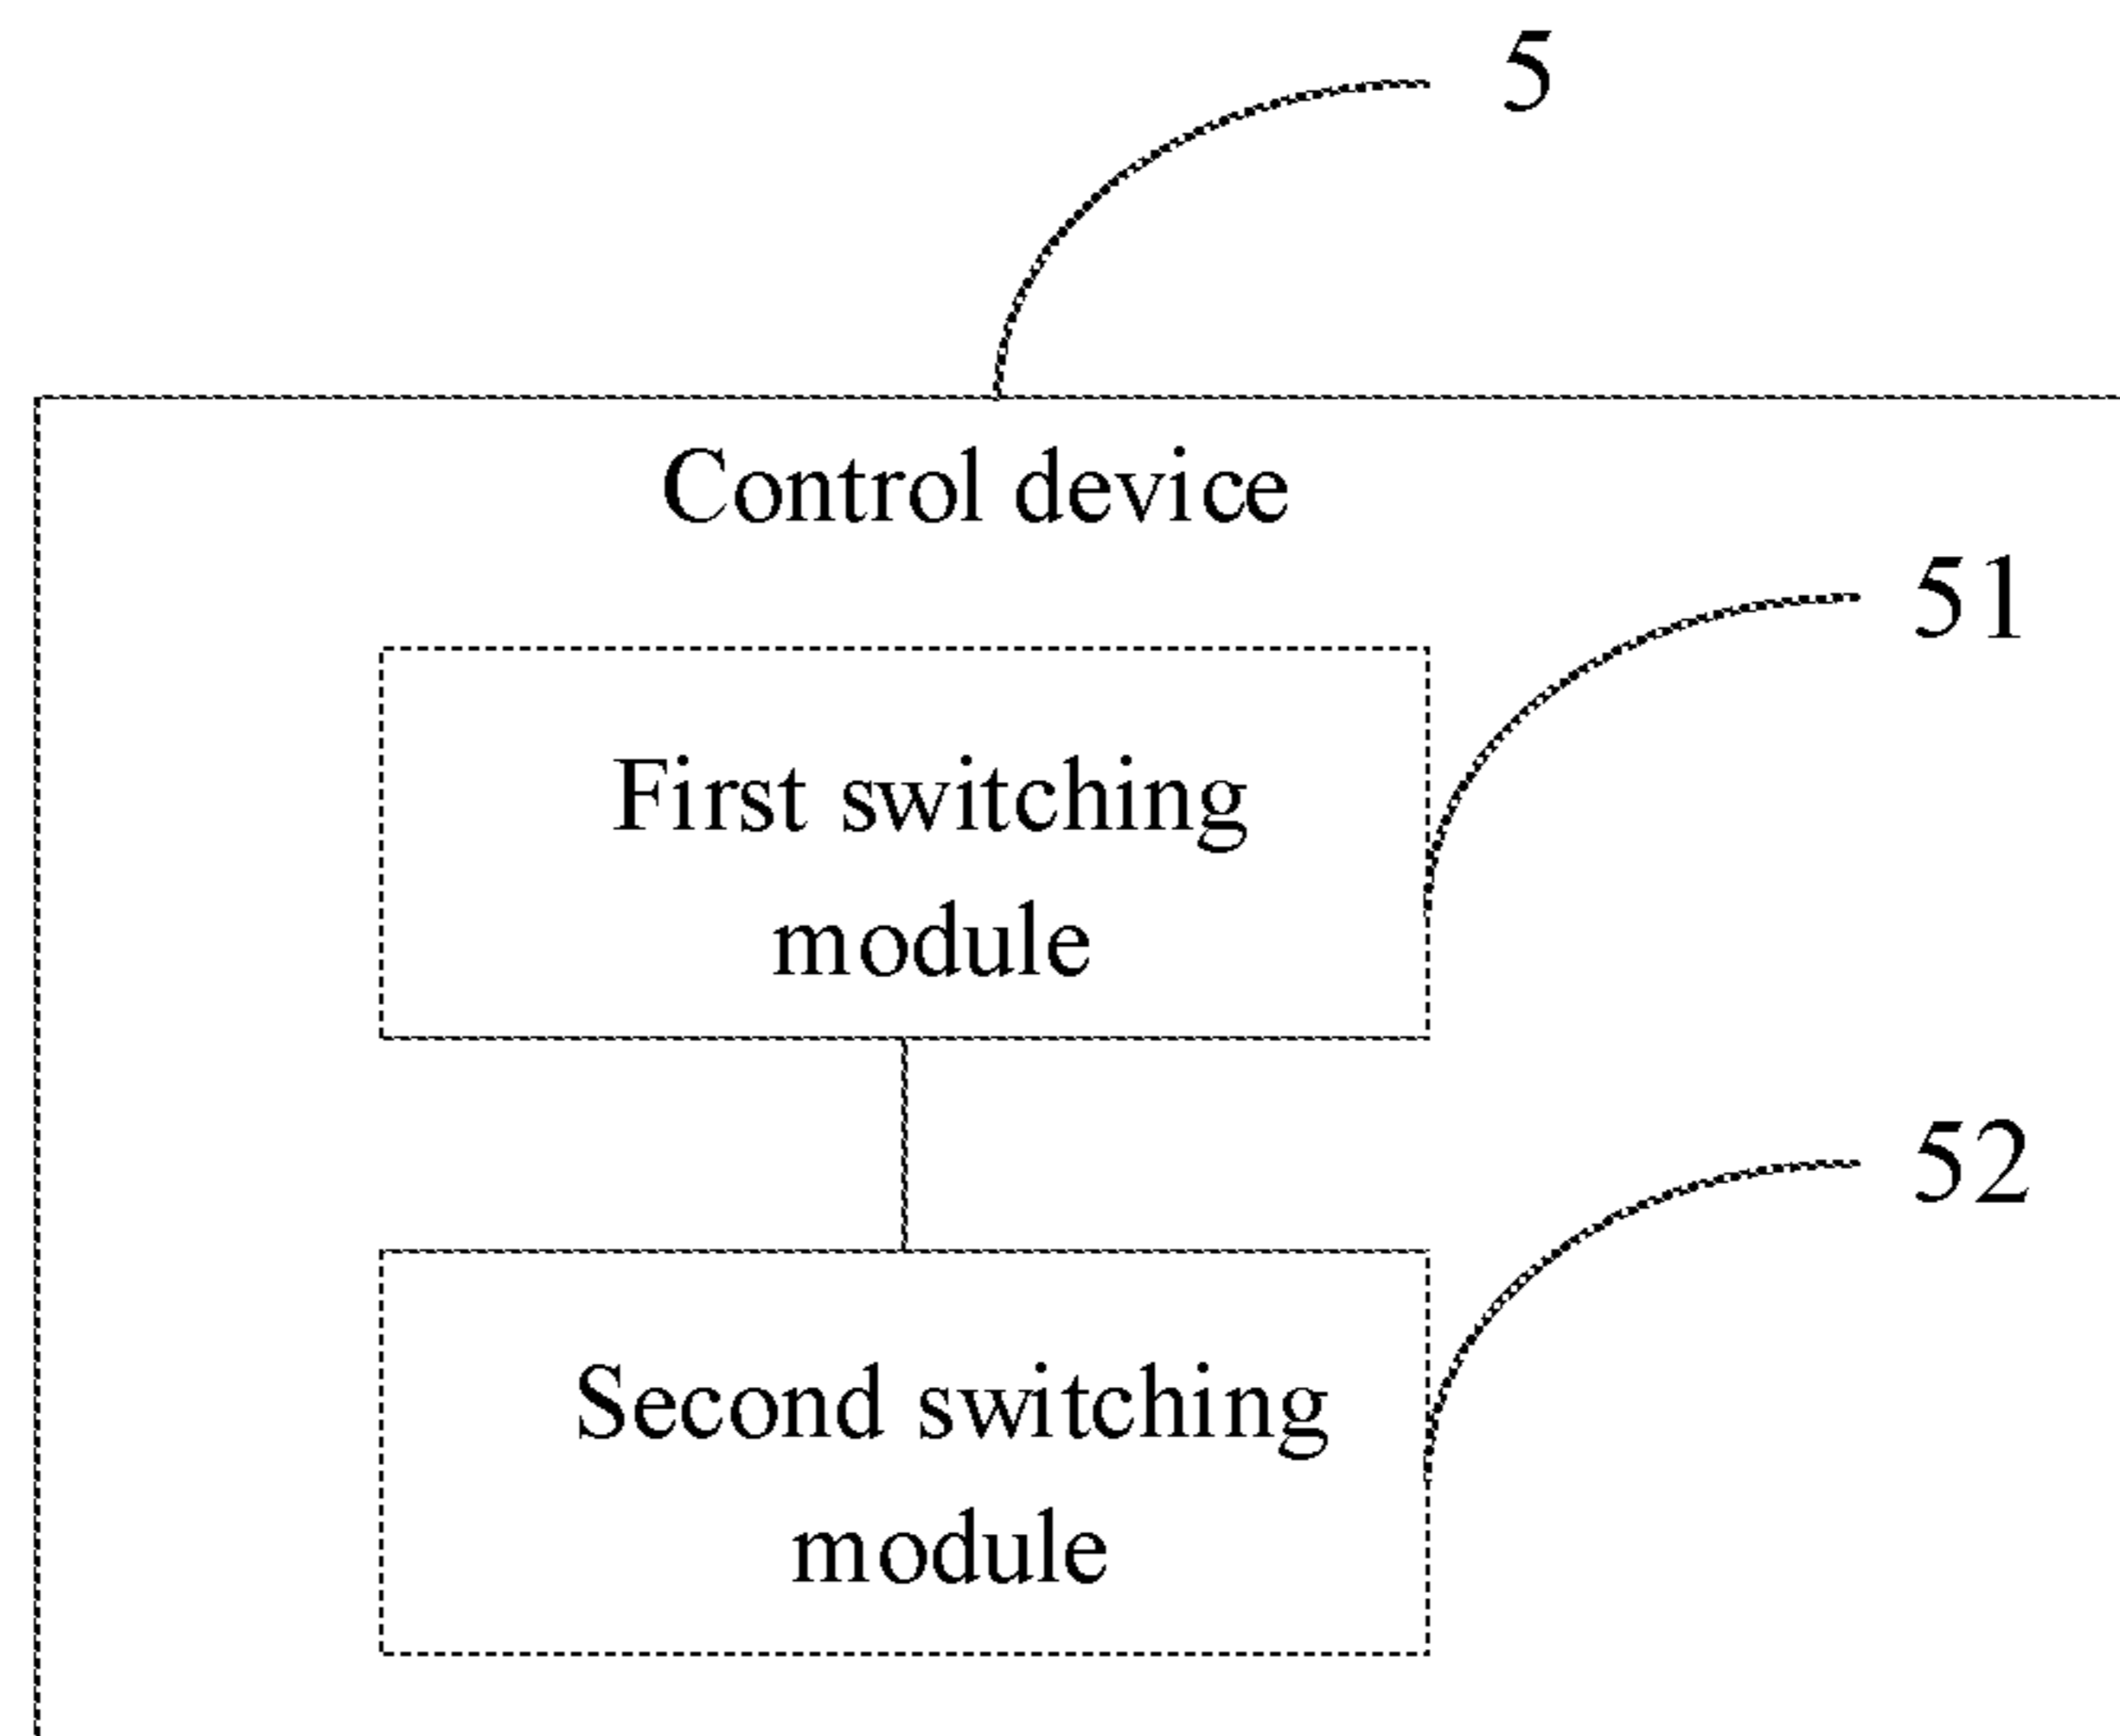 5
Control device
51
First switching
module
52
Second switching
module